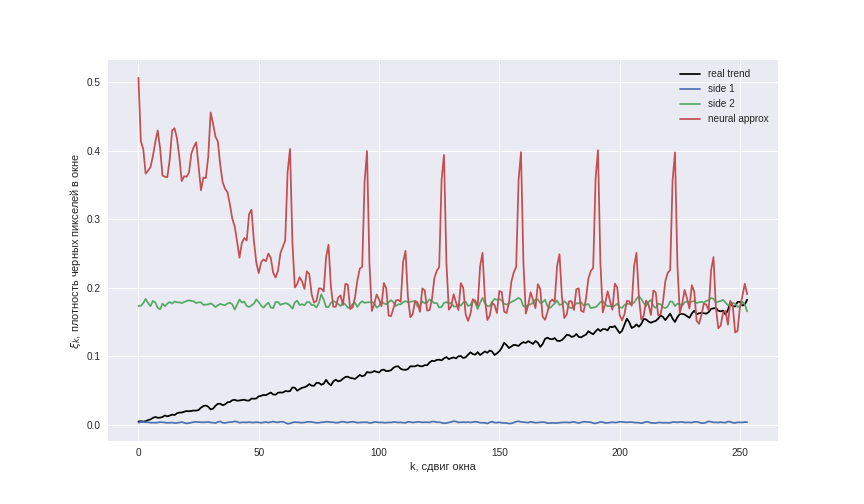 real trend
side 1
side 2
neural approx
0.5
0.4
0.3
0.2
0.1
0.0
ξk, плотность черных пикселей в окне
0
50
100
150
200
250
k, сдвиг окна